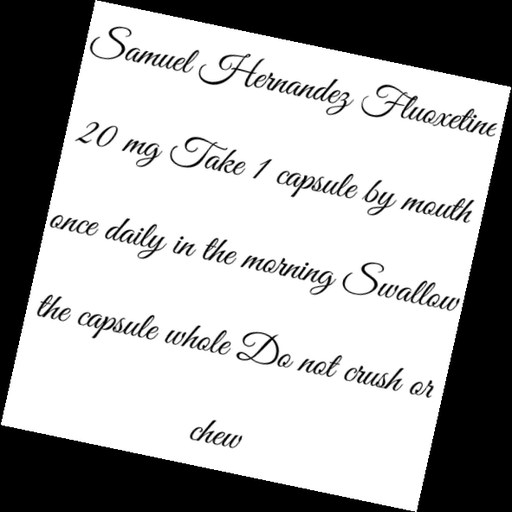 Samuel Hernandez Fluoxetine
20 mg Take 1 capsule by mouth
once daily in the morning Swallow
the capsule whole Do not crush or
chew